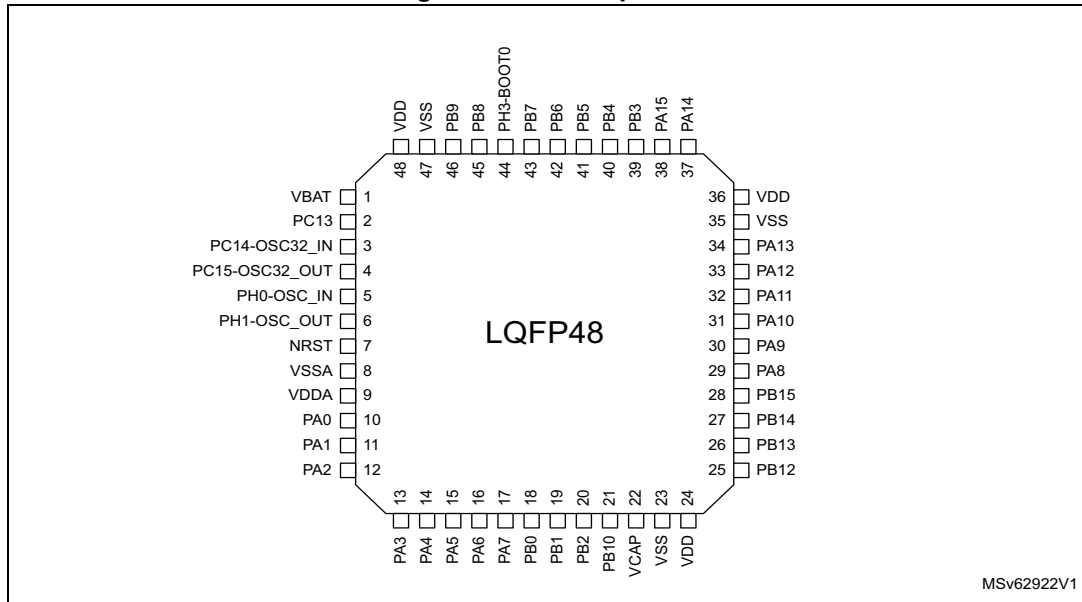 VDD
VSS
PB9
PB8
PH3-BOOT0
PB7
PB6
PB5
PB4
PB3
PA15
PA14
48
47
46
45
44
43
42
41
40
39
38
37
VBAT 1
PC13 2
PC14-OSC32_IN 3
PC15-OSC32_OUT 4
PH0-OSC_IN 5
PH1-OSC_OUT 6
NRST 7
VSSA 8
VDDA 9
PA0 10
PA1 11
PA2 12
LQFP48
36 VDD
35 VSS
34 PA13
33 PA12
32 PA11
31 PA10
30 PA9
29 PA8
28 PB15
27 PB14
26 PB13
25 PB12
13
14
15
16
17
18
19
20
21
22
23
24
PA3
PA4
PA5
PA6
PA7
PB0
PB1
PB2
PB10
VCAP
VSS
VDD
MSv62922V1